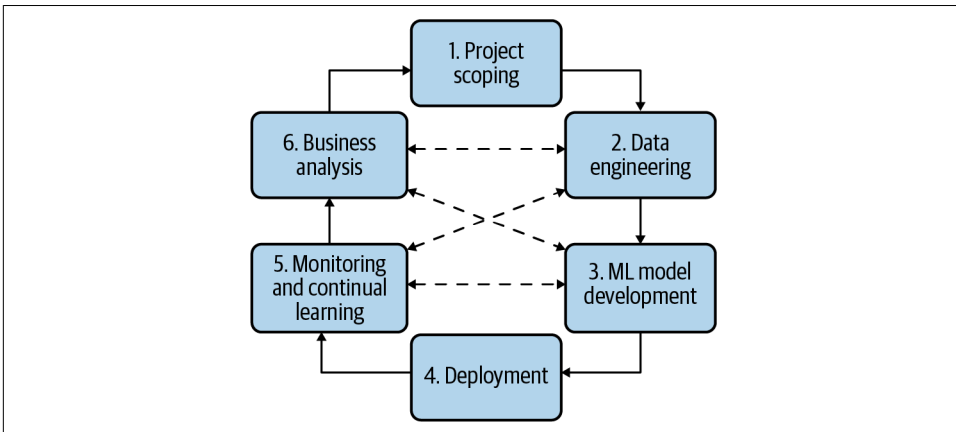 1. Project
scoping
2. Data
engineering
3. ML model
development
4. Deployment
5. Monitoring
and continual
learning
6. Business
analysis